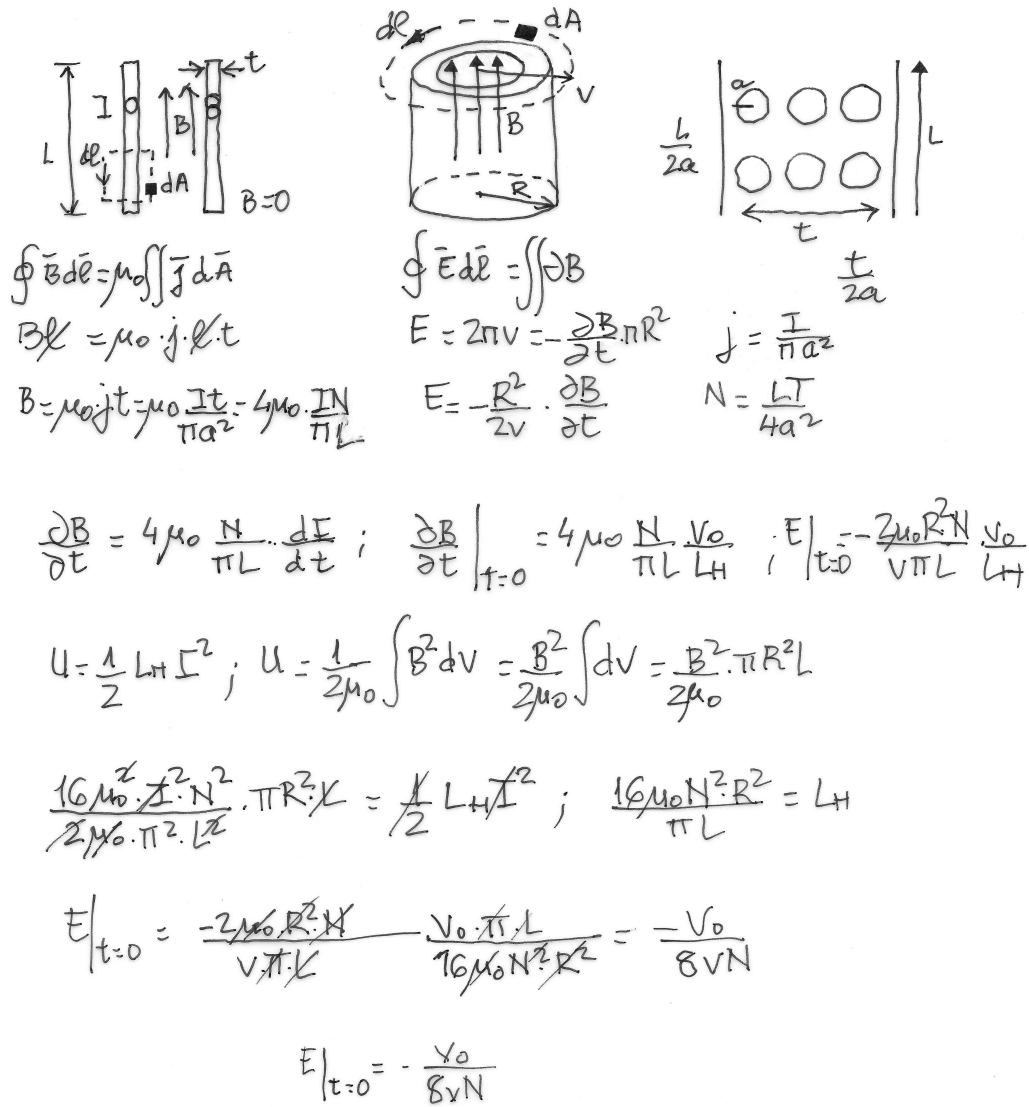 dl dA
t
I
B
L
dl
dA
B=0
V
B
R
a
L/2a
L
t
t/2a
∮B̄dl̄=μ₀∬j̄dĀ
∮Ēdl̄=∬∂B
Bl = μ₀·j·l·t
E=2πv=-∂B/∂t·πR²
j=I/πa²
B=μ₀·jt=μ₀·It/πa²=4μ₀·IN/πL
E=-R²/2v·∂B/∂t
N=LT/4a²
∂B/∂t = 4μ₀ N/πL·dI/dt ; ∂B/∂t|t=0 = 4μ₀ N/πL·V₀/LH ; E|t=0=-2μ₀R²N/vπL·V₀/LH
U=1/2 LH I² ; U=1/2μ₀∫B²dV=B²/2μ₀∫dV=B²/2μ₀·πR²L
16μ₀²·I²·N²/2μ₀·π²·L²·πR²·L = 1/2 LH I² ; 16μ₀N²·R²/πL = LH
E|t=0 = -2μ₀·R²·N/v·π·L V₀·π·L/16μ₀N²·R² = -V₀/8vN
E|t=0 = - V₀/8vN